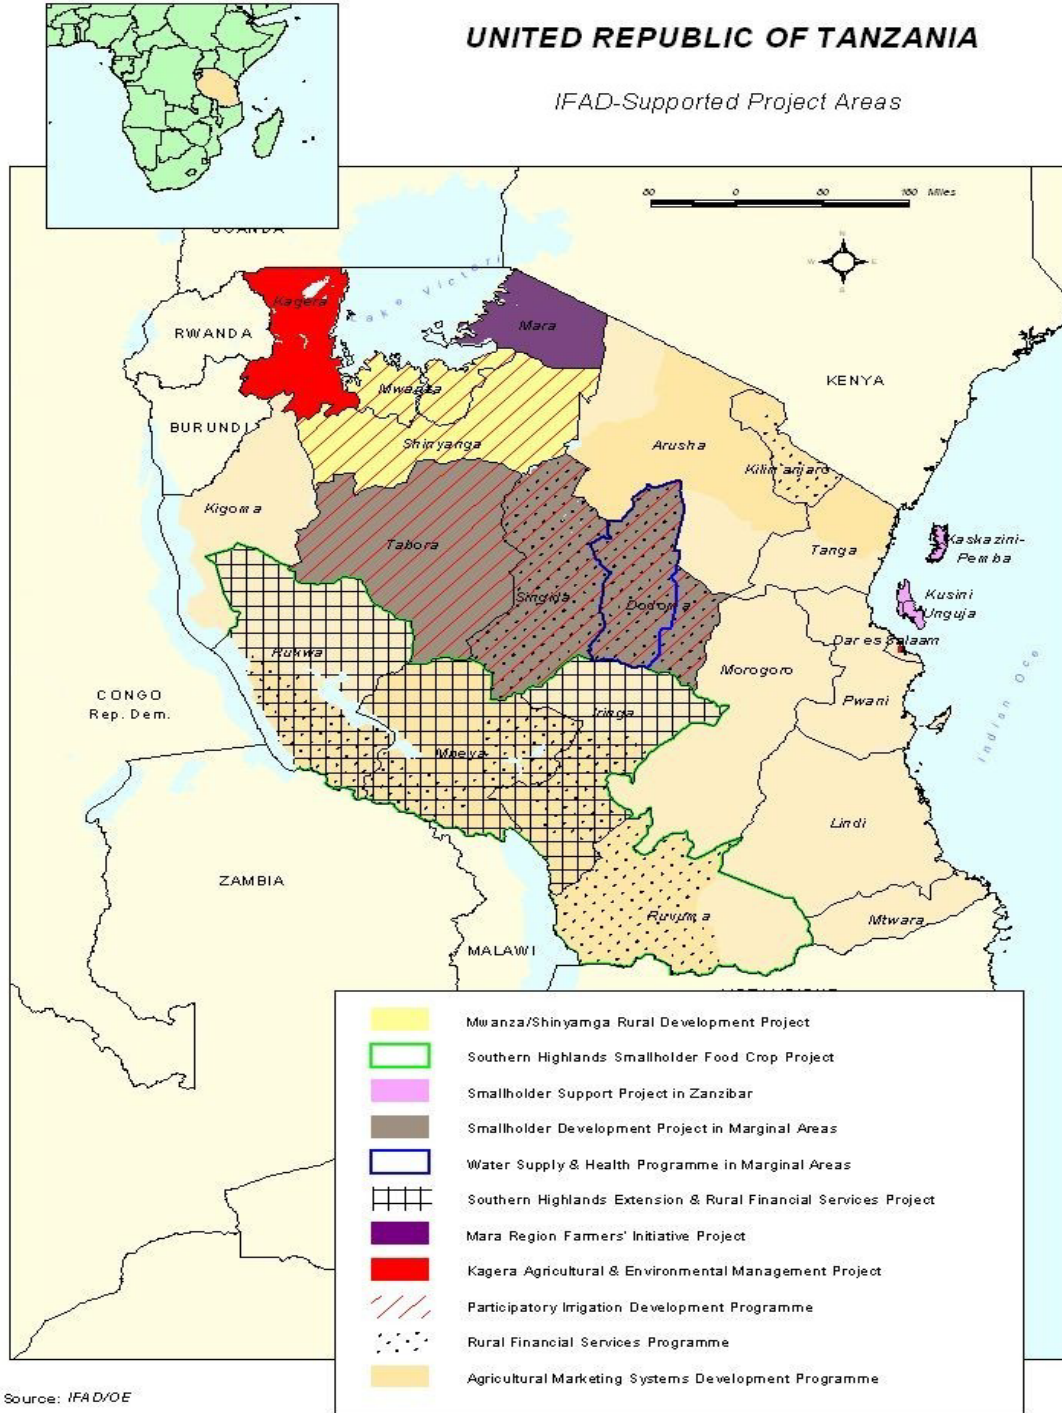 UNITED REPUBLIC OF TANZANIA
IFAD-Supported Project Areas
80 0 80 160 Miles
N
W E
S
UGANDA
Lake Victori
Kagera
RWANDA
Mara
KENYA
Mwanza
BURUNDI
Shinyanga
Arusha
Kilimanjaro
Kigoma
Tabora
Tanga
Kaskazini-
Pemba
Singida
Dodoma
Kusini
Unguja
Dar es Salaam
Rukwa
Morogoro
CONGO
Rep. Dem.
Pwani
Iringa
Indian Oce
Mbeya
Lindi
ZAMBIA
Ruvuma
Mtwara
MALAWI
Mwanza/Shinyamga Rural Development Project
Southern Highlands Smallholder Food Crop Project
Smallholder Support Project in Zanzibar
Smallholder Development Project in Marginal Areas
Water Supply & Health Programme in Marginal Areas
Southern Highlands Extension & Rural Financial Services Project
Mara Region Farmers' Initiative Project
Kagera Agricultural & Environmental Management Project
Participatory Irrigation Development Programme
Rural Financial Services Programme
Agricultural Marketing Systems Development Programme
Source: IFAD/OE